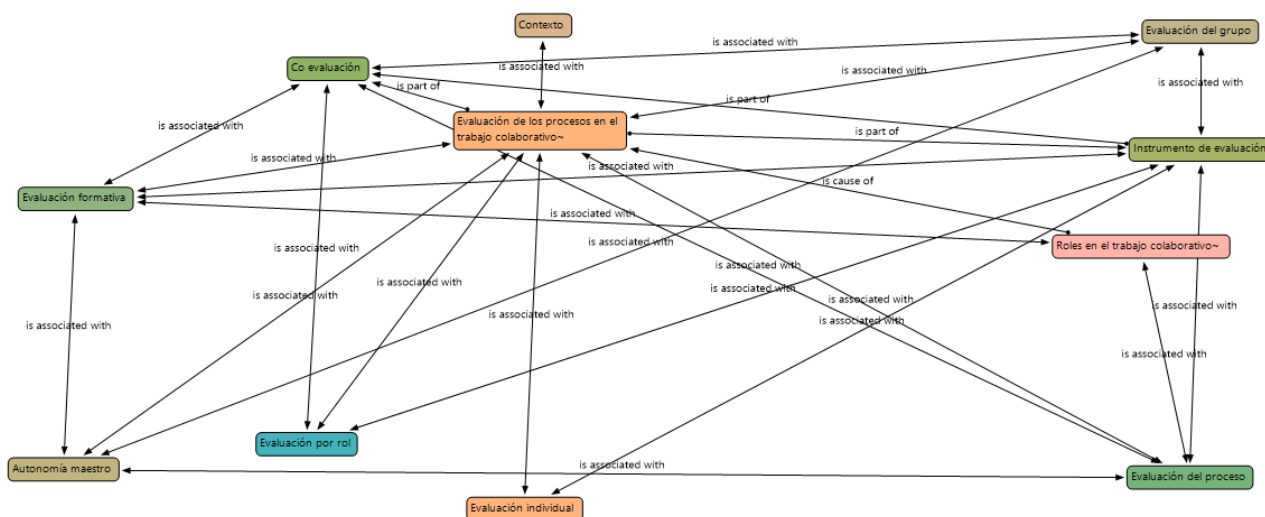 Contexto
Evaluación del grupo
is associated with
Co evaluación
is associated with
is associated with
is part of
is part of
Evaluación de los procesos en el
trabajo colaborativo~
is associated with
is associated with
is part of
Instrumento de evaluación
is associated with
is associated with
is cause of
Evaluación formativa
is associated with
Roles en el trabajo colaborativo~
is associated with
is associated with
is associated with
is associated with
is associated with
is associated with
is associated with
is associated with
is associated with
is associated with
is associated with
is associated with
Evaluación por rol
Autonomía maestro
is associated with
Evaluación del proceso
Evaluación individual